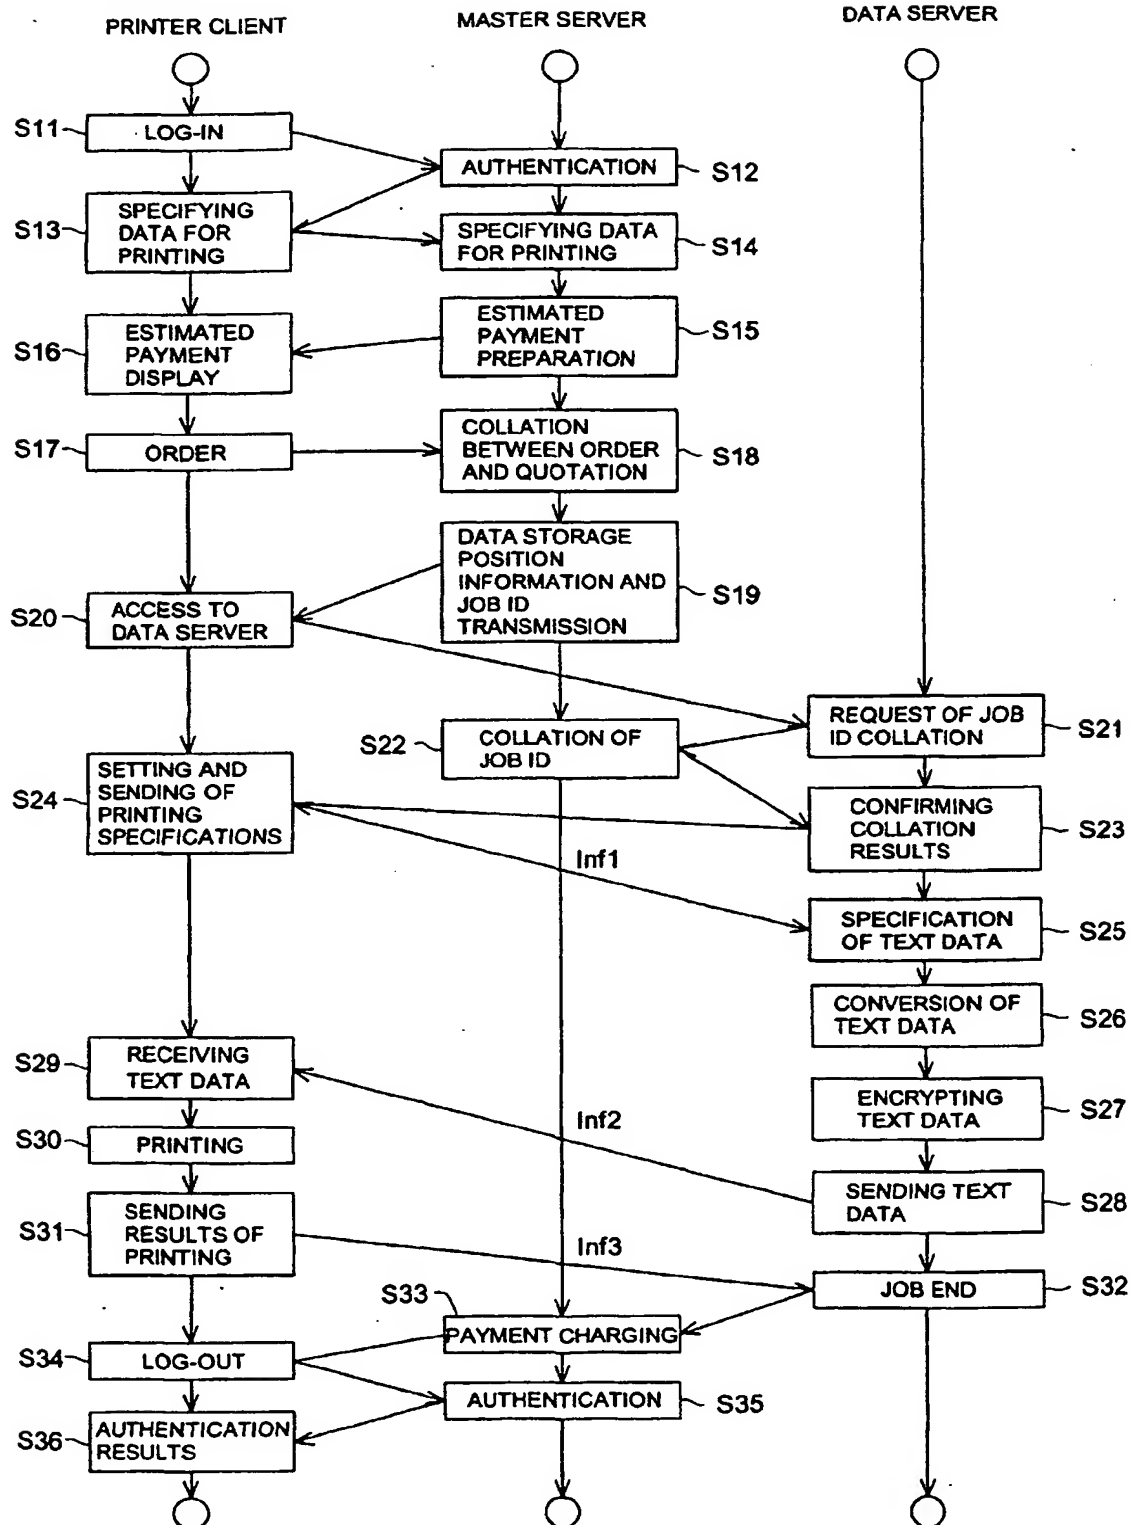 PRINTER CLIENT
MASTER SERVER
DATA SERVER
S11
LOG-IN
AUTHENTICATION
S12
S13
SPECIFYING
DATA FOR
PRINTING
SPECIFYING DATA
FOR PRINTING
S14
ESTIMATED
PAYMENT
PREPARATION
S15
S16
ESTIMATED
PAYMENT
DISPLAY
S17
ORDER
COLLATION
BETWEEN ORDER
AND QUOTATION
S18
DATA STORAGE
POSITION
INFORMATION AND
JOB ID
TRANSMISSION
S19
S20
ACCESS TO
DATA SERVER
REQUEST OF JOB
ID COLLATION
S21
S22
COLLATION OF
JOB ID
S24
SETTING AND
SENDING OF
PRINTING
SPECIFICATIONS
CONFIRMING
COLLATION
RESULTS
S23
Inf1
SPECIFICATION
OF TEXT DATA
S25
CONVERSION OF
TEXT DATA
S26
S29
RECEIVING
TEXT DATA
ENCRYPTING
TEXT DATA
S27
Inf2
S30
PRINTING
SENDING TEXT
DATA
S28
S31
SENDING
RESULTS OF
PRINTING
Inf3
JOB END
S32
S33
PAYMENT CHARGING
S34
LOG-OUT
AUTHENTICATION
S35
S36
AUTHENTICATION
RESULTS